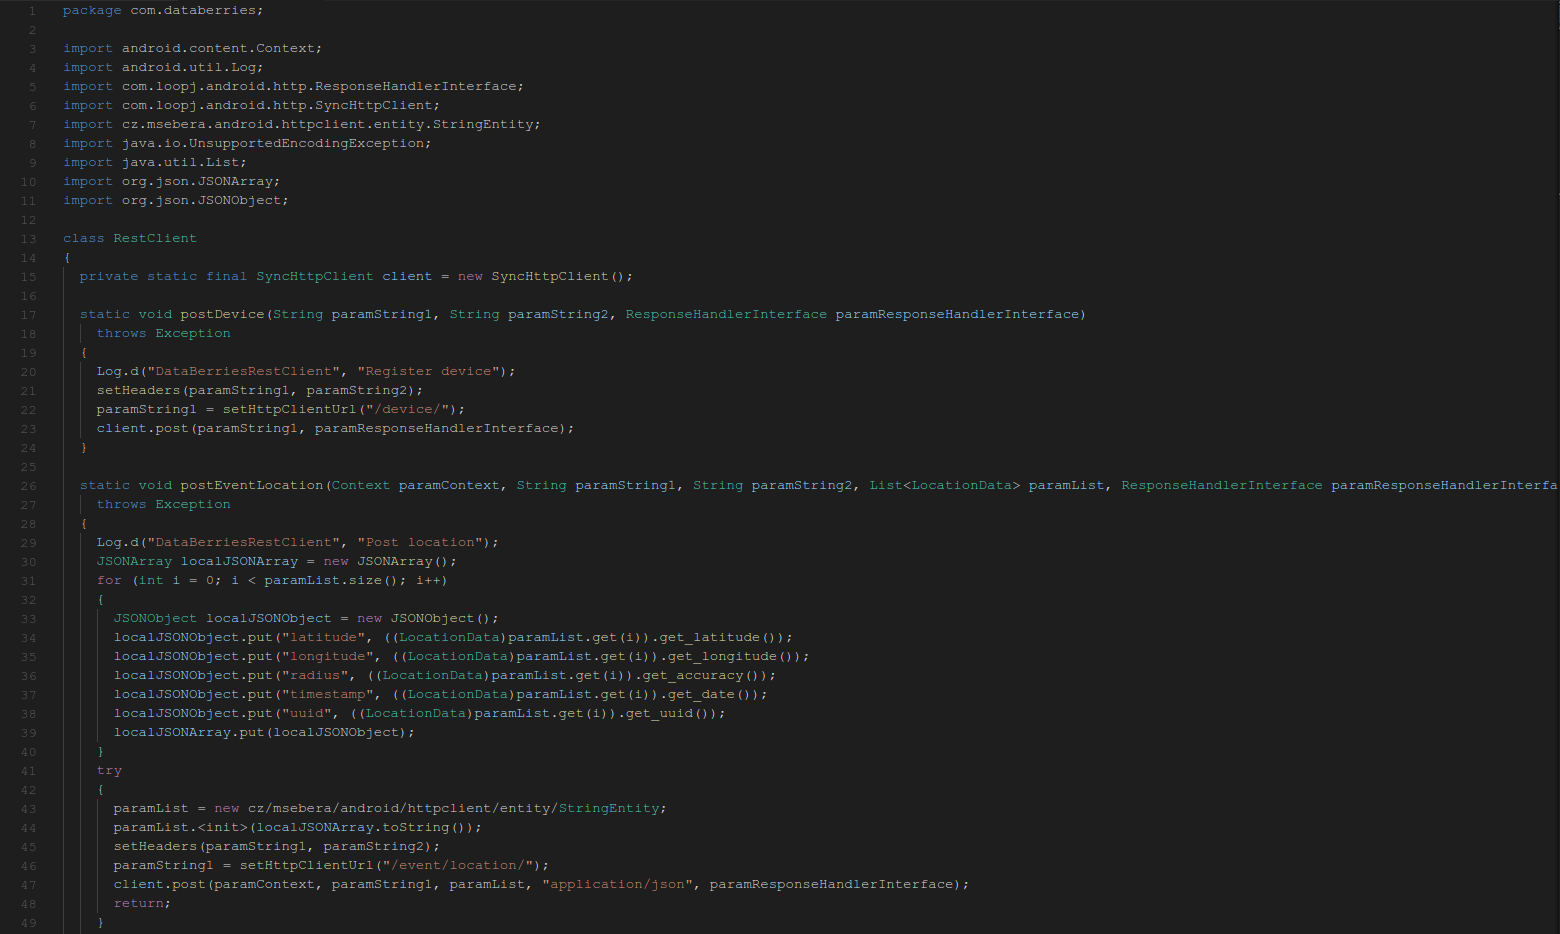 1 package com.databerries;
2
3 import android.content.Context;
4 import android.util.Log;
5 import com.loopj.android.http.ResponseHandlerInterface;
6 import com.loopj.android.http.SyncHttpClient;
7 import cz.msebera.android.httpclient.entity.StringEntity;
8 import java.io.UnsupportedEncodingException;
9 import java.util.List;
10 import org.json.JSONArray;
11 import org.json.JSONObject;
12
13 class RestClient
14 {
15   private static final SyncHttpClient client = new SyncHttpClient();
16
17   static void postDevice(String paramString1, String paramString2, ResponseHandlerInterface paramResponseHandlerInterface)
18     throws Exception
19   {
20     Log.d("DataBerriesRestClient", "Register device");
21     setHeaders(paramString1, paramString2);
22     paramString1 = setHttpClientUrl("/device/");
23     client.post(paramString1, paramResponseHandlerInterface);
24   }
25
26   static void postEventLocation(Context paramContext, String paramString1, String paramString2, List<LocationData> paramList, ResponseHandlerInterface paramResponseHandlerInterfa
27     throws Exception
28   {
29     Log.d("DataBerriesRestClient", "Post location");
30     JSONArray localJSONArray = new JSONArray();
31     for (int i = 0; i < paramList.size(); i++)
32     {
33       JSONObject localJSONObject = new JSONObject();
34       localJSONObject.put("latitude", ((LocationData)paramList.get(i)).get_latitude());
35       localJSONObject.put("longitude", ((LocationData)paramList.get(i)).get_longitude());
36       localJSONObject.put("radius", ((LocationData)paramList.get(i)).get_accuracy());
37       localJSONObject.put("timestamp", ((LocationData)paramList.get(i)).get_date());
38       localJSONObject.put("uuid", ((LocationData)paramList.get(i)).get_uuid());
39       localJSONArray.put(localJSONObject);
40     }
41     try
42     {
43       paramList = new cz/msebera/android/httpclient/entity/StringEntity;
44       paramList.<init>(localJSONArray.toString());
45       setHeaders(paramString1, paramString2);
46       paramString1 = setHttpClientUrl("/event/location/");
47       client.post(paramContext, paramString1, paramList, "application/json", paramResponseHandlerInterface);
48       return;
49     }